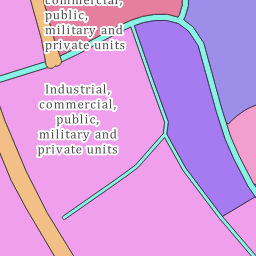 commercial,
public,
military and
private units
Industrial,
commercial,
public,
military and
private units